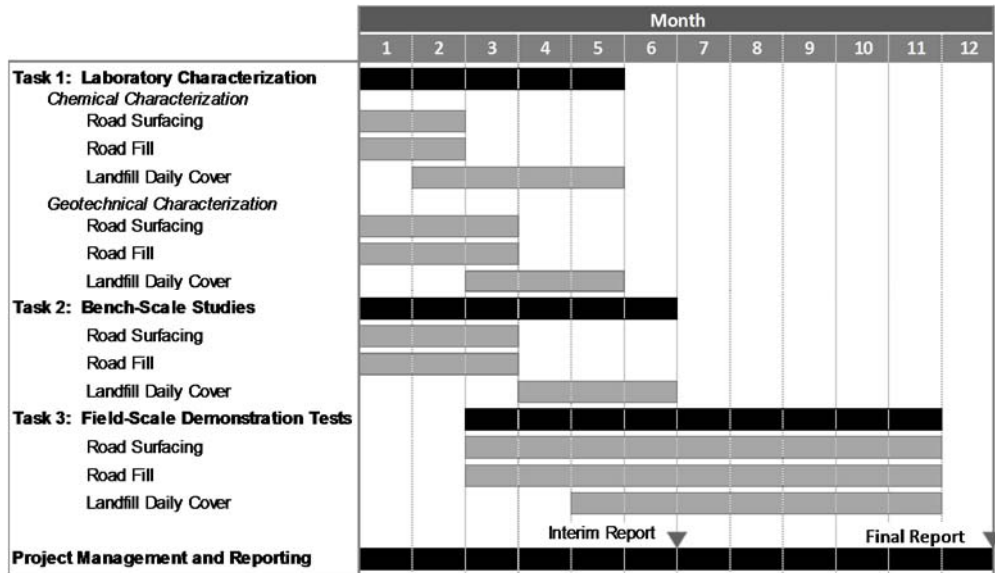 Month
1 2 3 4 5 6 7 8 9 10 11 12
Task 1: Laboratory Characterization
Chemical Characterization
Road Surfacing
Road Fill
Landfill Daily Cover
Geotechnical Characterization
Road Surfacing
Road Fill
Landfill Daily Cover
Task 2: Bench-Scale Studies
Road Surfacing
Road Fill
Landfill Daily Cover
Task 3: Field-Scale Demonstration Tests
Road Surfacing
Road Fill
Landfill Daily Cover
Interim Report Final Report
Project Management and Reporting